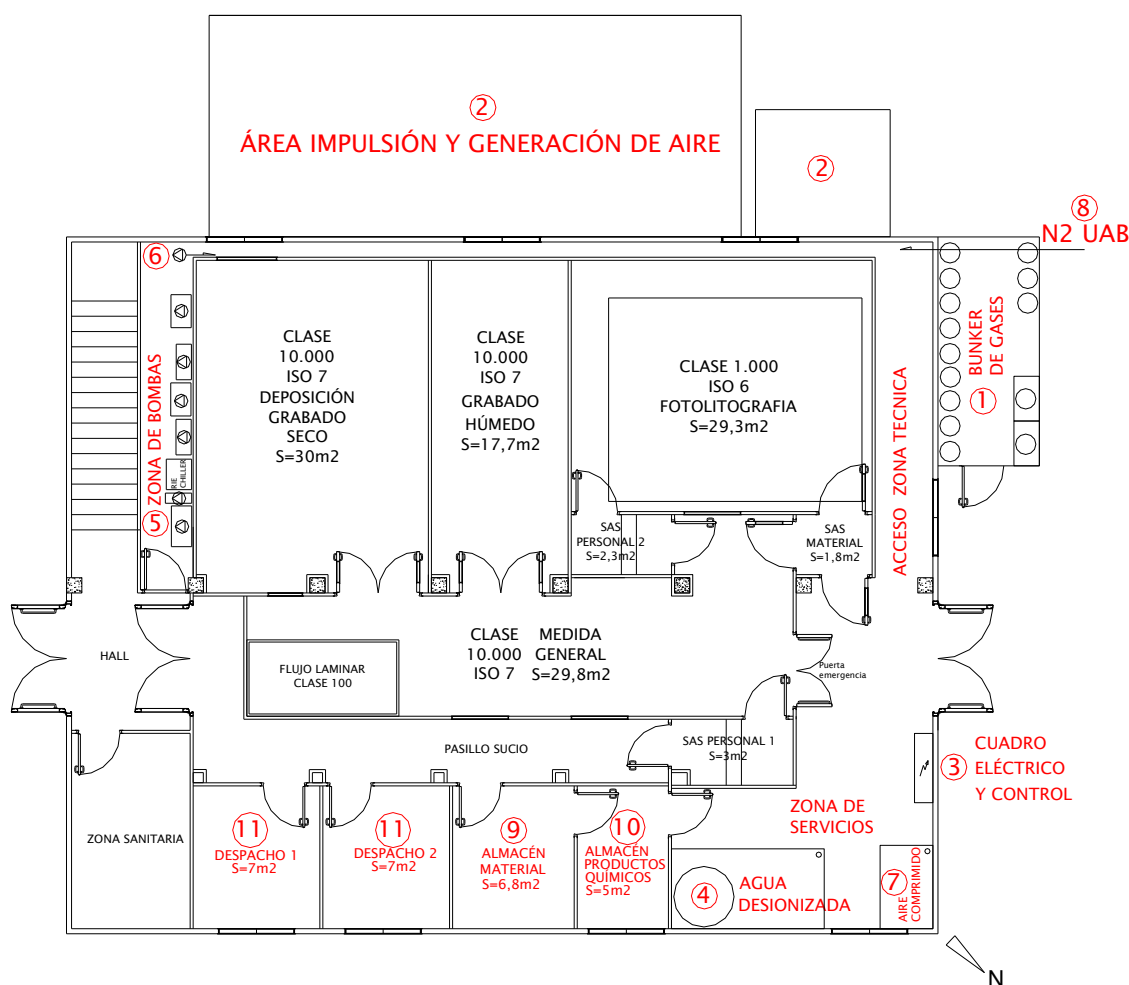 2
ÁREA IMPULSIÓN Y GENERACIÓN DE AIRE
2
8
N2 UAB
6
ZONA DE BOMBAS
RIE
CHILLER
5
CLASE
10.000
ISO 7
DEPOSICIÓN
GRABADO
SECO
S=30m2
CLASE
10.000
ISO 7
GRABADO
HÚMEDO
S=17,7m2
CLASE 1.000
ISO 6
FOTOLITOGRAFIA
S=29,3m2
SAS
PERSONAL 2
S=2,3m2
SAS
MATERIAL
S=1,8m2
ACCESO ZONA TECNICA
BUNKER
DE GASES
1
HALL
FLUJO LAMINAR
CLASE 100
CLASE MEDIDA
10.000 GENERAL
ISO 7 S=29,8m2
Puerta
emergencia
PASILLO SUCIO
SAS PERSONAL 1
S=3m2
3
CUADRO
ELÉCTRICO
Y CONTROL
ZONA SANITARIA
11
DESPACHO 1
S=7m2
11
DESPACHO 2
S=7m2
9
ALMACÉN
MATERIAL
S=6,8m2
10
ALMACÉN
PRODUCTOS
QUÍMICOS
S=5m2
ZONA DE
SERVICIOS
4
AGUA
DESIONIZADA
7
AIRE
COMPRIMIDO
N